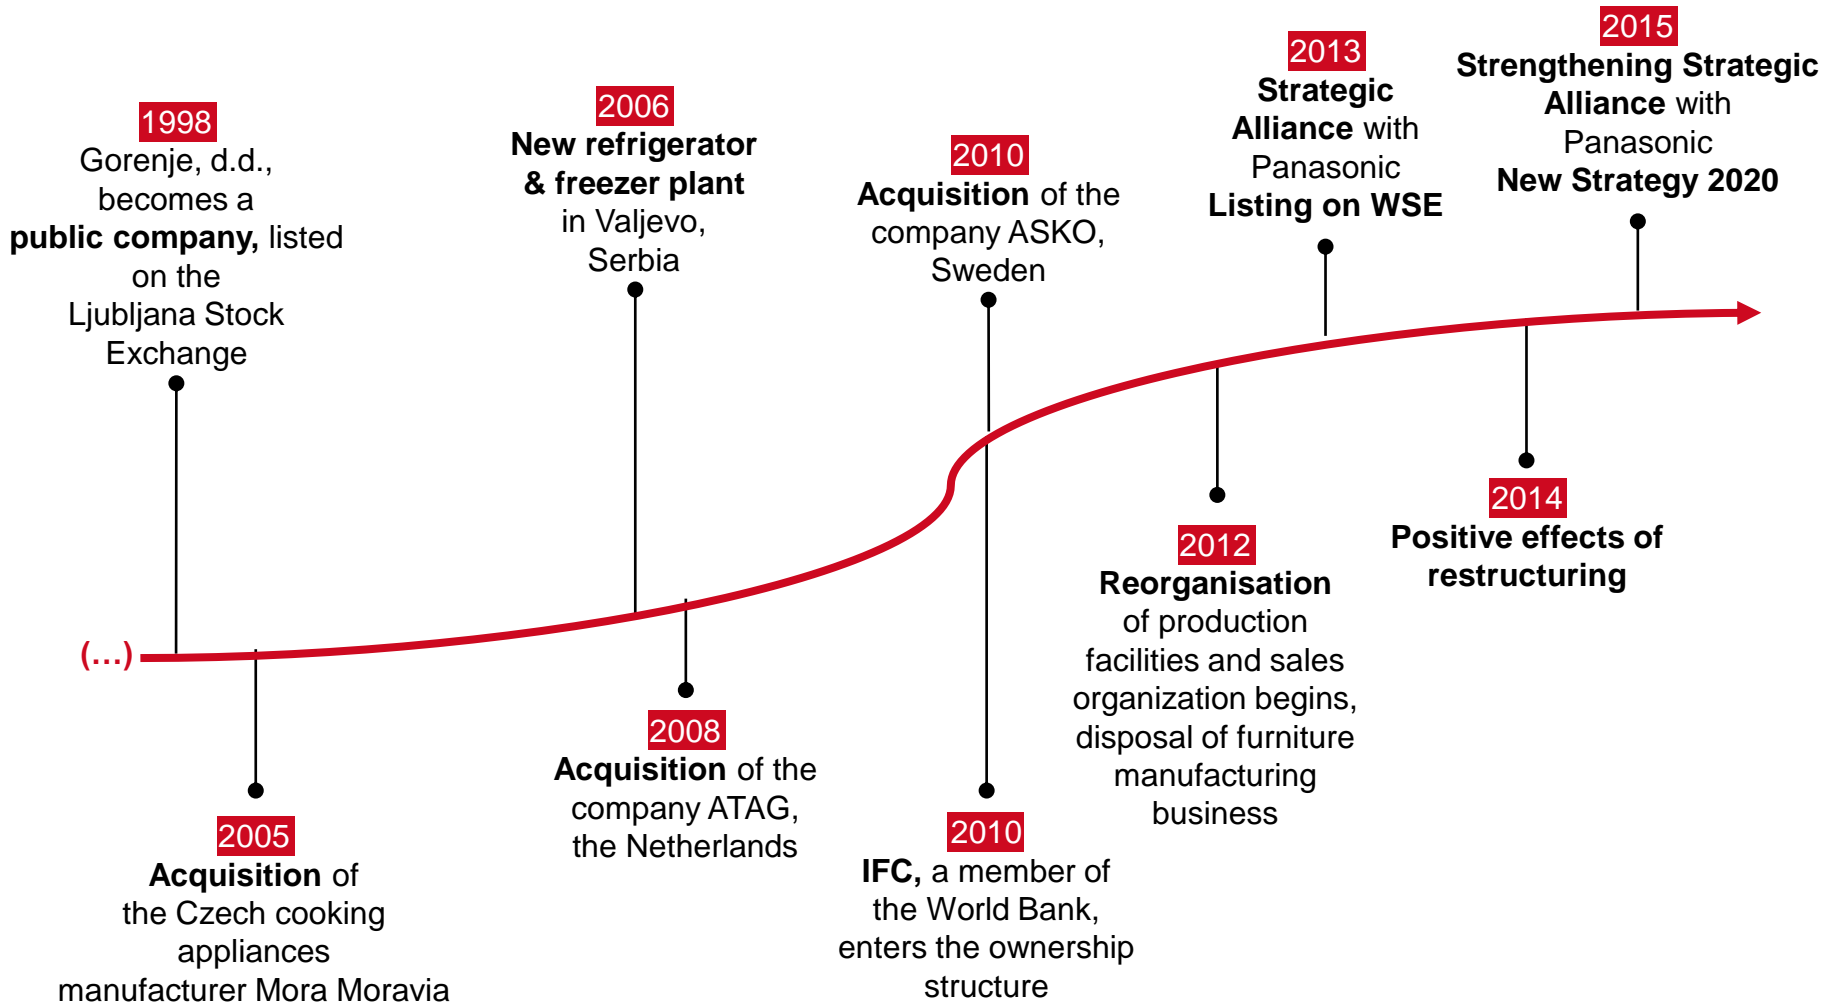 1998
Gorenje, d.d.,
becomes a
public company, listed
on the
Ljubljana Stock
Exchange
2006
New refrigerator
& freezer plant
in Valjevo,
Serbia
2010
Acquisition of the
company ASKO,
Sweden
2013
Strategic
Alliance with
Panasonic
Listing on WSE
2015
Strengthening Strategic
Alliance with
Panasonic
New Strategy 2020
(...)
2005
Acquisition of
the Czech cooking
appliances
manufacturer Mora Moravia
2008
Acquisition of the
company ATAG,
the Netherlands
2010
IFC, a member of
the World Bank,
enters the ownership
structure
2012
Reorganisation
of production
facilities and sales
organization begins,
disposal of furniture
manufacturing
business
2014
Positive effects of
restructuring